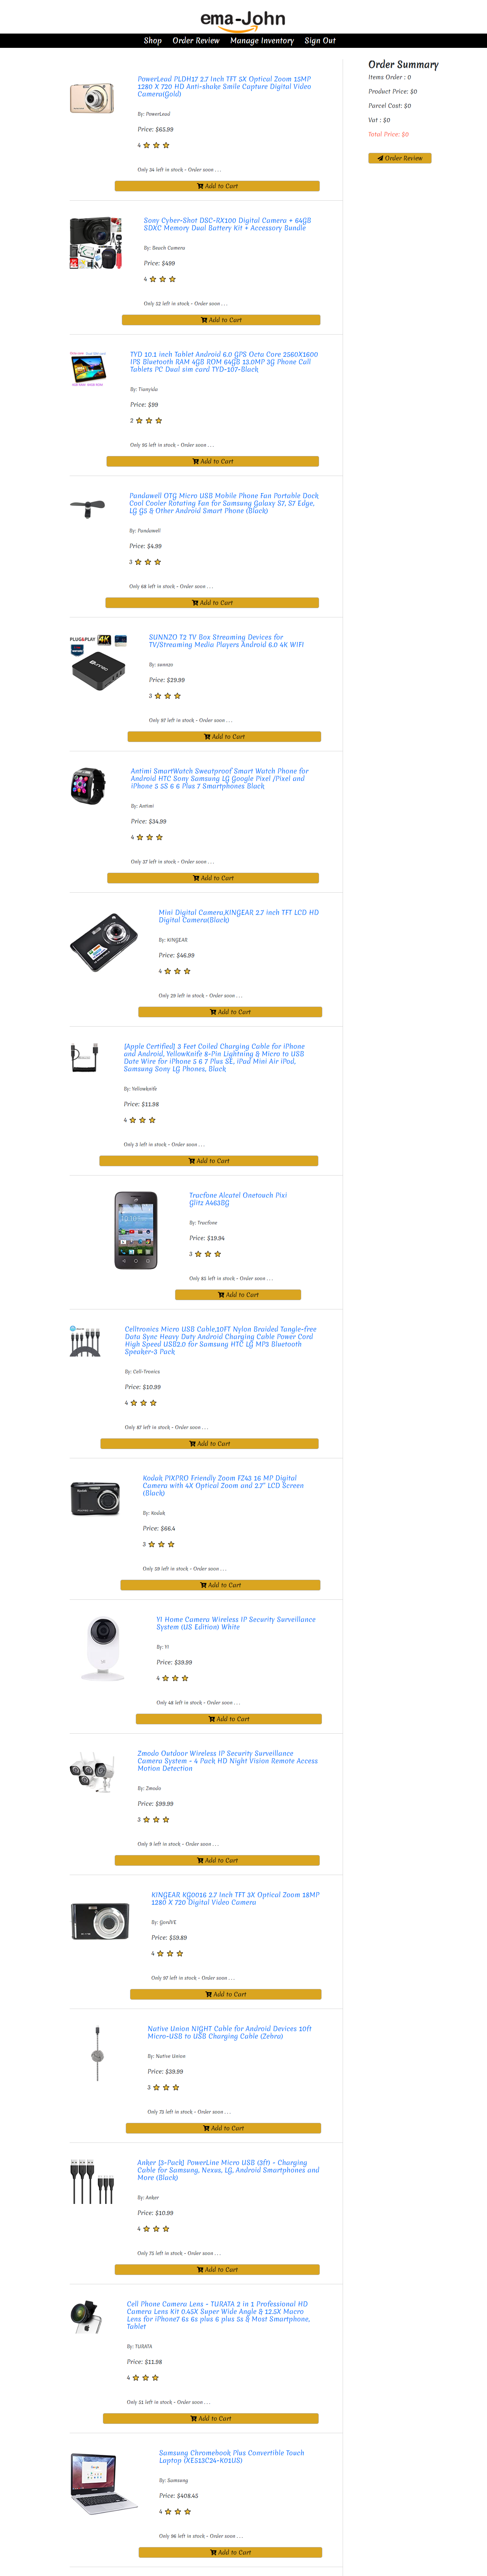 ema-John
Shop Order Review Manage Inventory Sign Out
PowerLead PLDH17 2.7 Inch TFT 5X Optical Zoom 15MP
1280 X 720 HD Anti-shake Smile Capture Digital Video
Camera(Gold)
By: PowerLead
Price: $65.99
4
Only 34 left in stock - Order soon . . .
Add to Cart
Sony Cyber-Shot DSC-RX100 Digital Camera + 64GB
SDXC Memory Dual Battery Kit + Accessory Bundle
By: Beach Camera
Price: $499
4
Only 52 left in stock - Order soon . . .
Add to Cart
TYD 10.1 inch Tablet Android 6.0 GPS Octa Core 2560X1600
IPS Bluetooth RAM 4GB ROM 64GB 13.0MP 3G Phone Call
Tablets PC Dual sim card TYD-107-Black
By: Tianyida
Price: $99
2
Only 95 left in stock - Order soon . . .
Add to Cart
Pandawell OTG Micro USB Mobile Phone Fan Portable Dock
Cool Cooler Rotating Fan for Samsung Galaxy S7, S7 Edge,
LG G5 & Other Android Smart Phone (Black)
By: Pandawell
Price: $4.99
3
Only 68 left in stock - Order soon . . .
Add to Cart
PLUG&PLAY 4K
SUNNZO T2 TV Box Streaming Devices for
TV/Streaming Media Players Android 6.0 4K WIFI
By: sunnzo
Price: $29.99
3
Only 97 left in stock - Order soon . . .
Add to Cart
Antimi SmartWatch Sweatproof Smart Watch Phone for
Android HTC Sony Samsung LG Google Pixel /Pixel and
iPhone 5 5S 6 6 Plus 7 Smartphones Black
By: Antimi
Price: $34.99
4
Only 37 left in stock - Order soon . . .
Add to Cart
Mini Digital Camera,KINGEAR 2.7 inch TFT LCD HD
Digital Camera(Black)
By: KINGEAR
Price: $46.99
4
Only 29 left in stock - Order soon . . .
Add to Cart
[Apple Certified] 3 Feet Coiled Charging Cable for iPhone
and Android, YellowKnife 8-Pin Lightning & Micro to USB
Date Wire for iPhone 5 6 7 Plus SE, iPad Mini Air iPod,
Samsung Sony LG Phones, Black
By: Yellowknife
Price: $11.98
4
Only 3 left in stock - Order soon . . .
Add to Cart
Tracfone Alcatel Onetouch Pixi
Glitz A463BG
By: Tracfone
Price: $19.94
3
Only 85 left in stock - Order soon . . .
Add to Cart
Celltronics Micro USB Cable,10FT Nylon Braided Tangle-free
Data Sync Heavy Duty Android Charging Cable Power Cord
High Speed USB2.0 for Samsung HTC LG MP3 Bluetooth
Speaker-3 Pack
By: Cell-Tronics
Price: $10.99
4
Only 87 left in stock - Order soon . . .
Add to Cart
Kodak PIXPRO Friendly Zoom FZ43 16 MP Digital
Camera with 4X Optical Zoom and 2.7" LCD Screen
(Black)
By: Kodak
Price: $66.4
3
Only 29 left in stock - Order soon . . .
Add to Cart
YI Home Camera Wireless IP Security Surveillance
System (US Edition) White
By: YI
Price: $39.99
4
Only 48 left in stock - Order soon . . .
Add to Cart
Zmodo Outdoor Wireless IP Security Surveillance
Camera System - 4 Pack HD Night Vision Remote Access
Motion Detection
By: Zmodo
Price: $99.99
3
Only 9 left in stock - Order soon . . .
Add to Cart
KINGEAR KG0016 2.7 Inch TFT 3X Optical Zoom 18MP
1280 X 720 Digital Video Camera
By: GordVE
Price: $59.89
4
Only 97 left in stock - Order soon . . .
Add to Cart
Native Union NIGHT Cable for Android Devices 10ft
Micro-USB to USB Charging Cable (Zebra)
By: Native Union
Price: $39.99
3
Only 71 left in stock - Order soon . . .
Add to Cart
Anker [3-Pack] PowerLine Micro USB (3ft) - Charging
Cable for Samsung, Nexus, LG, Android Smartphones and
More (Black)
By: Anker
Price: $10.99
4
Only 75 left in stock - Order soon . . .
Add to Cart
Cell Phone Camera Lens - TURATA 2 in 1 Professional HD
Camera Lens Kit 0.45X Super Wide Angle & 12.5X Macro
Lens for iPhone7 6s 6s plus 6 plus 5s & Most Smartphone,
Tablet
By: TURATA
Price: $11.98
4
Only 51 left in stock - Order soon . . .
Add to Cart
Samsung Chromebook Plus Convertible Touch
Laptop (XE513C24-K01US)
By: Samsung
Price: $408.45
4
Only 96 left in stock - Order soon . . .
Add to Cart
Order Summary
Items Order : 0
Product Price: $0
Parcel Cost: $0
Vat : $0
Total Price: $0
Order Review